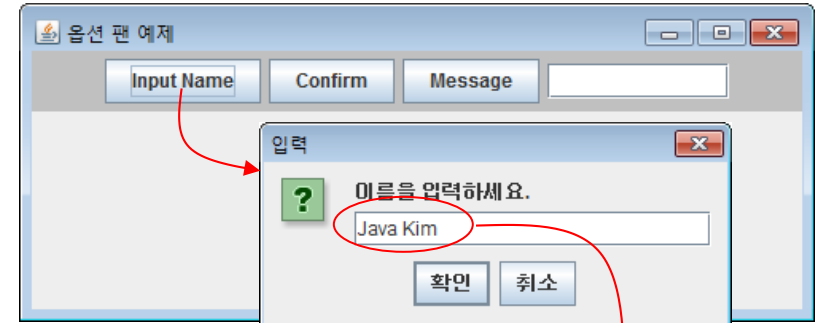 옵션 팬 예제
Input Name Confirm Message
입력
이름을 입력하세요.
Java Kim
확인 취소